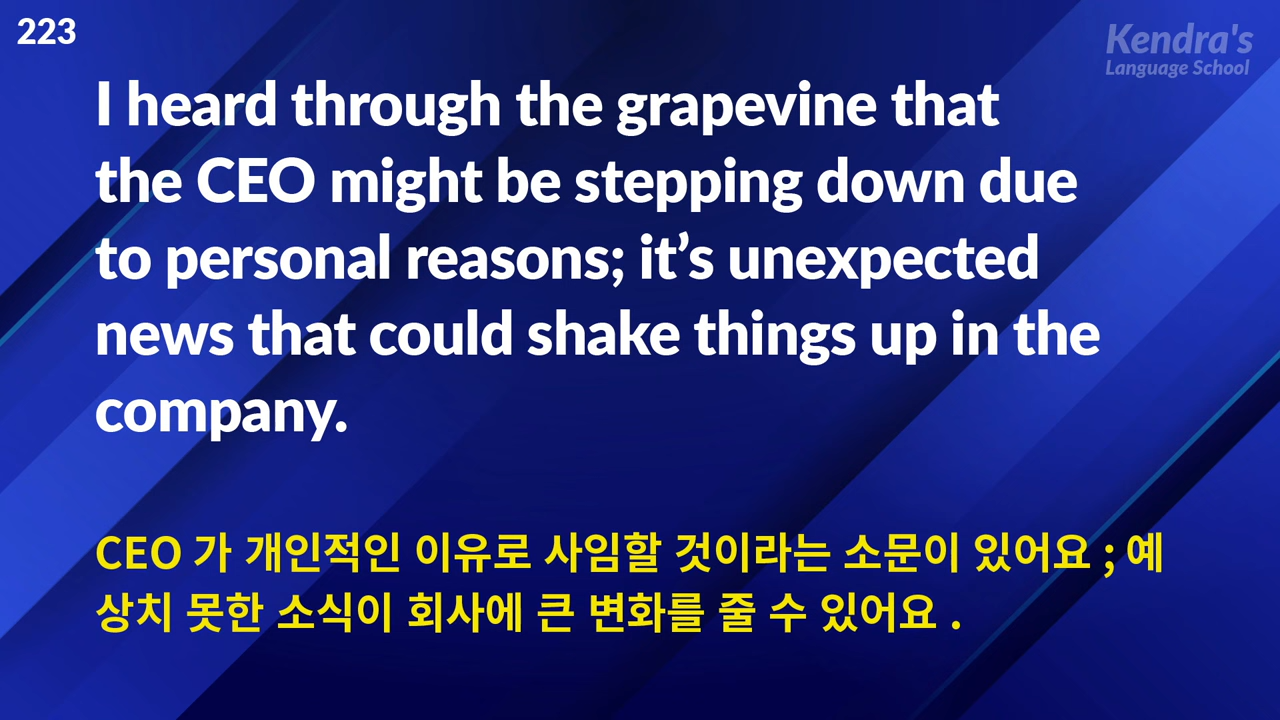 223
Kendra's
Language School
I heard through the grapevine that
the CEO might be stepping down due
to personal reasons; it’s unexpected
news that could shake things up in the
company.
CEO 가 개인적인 이유로 사임할 것이라는 소문이 있어요 ; 예
상치 못한 소식이 회사에 큰 변화를 줄 수 있어요 .